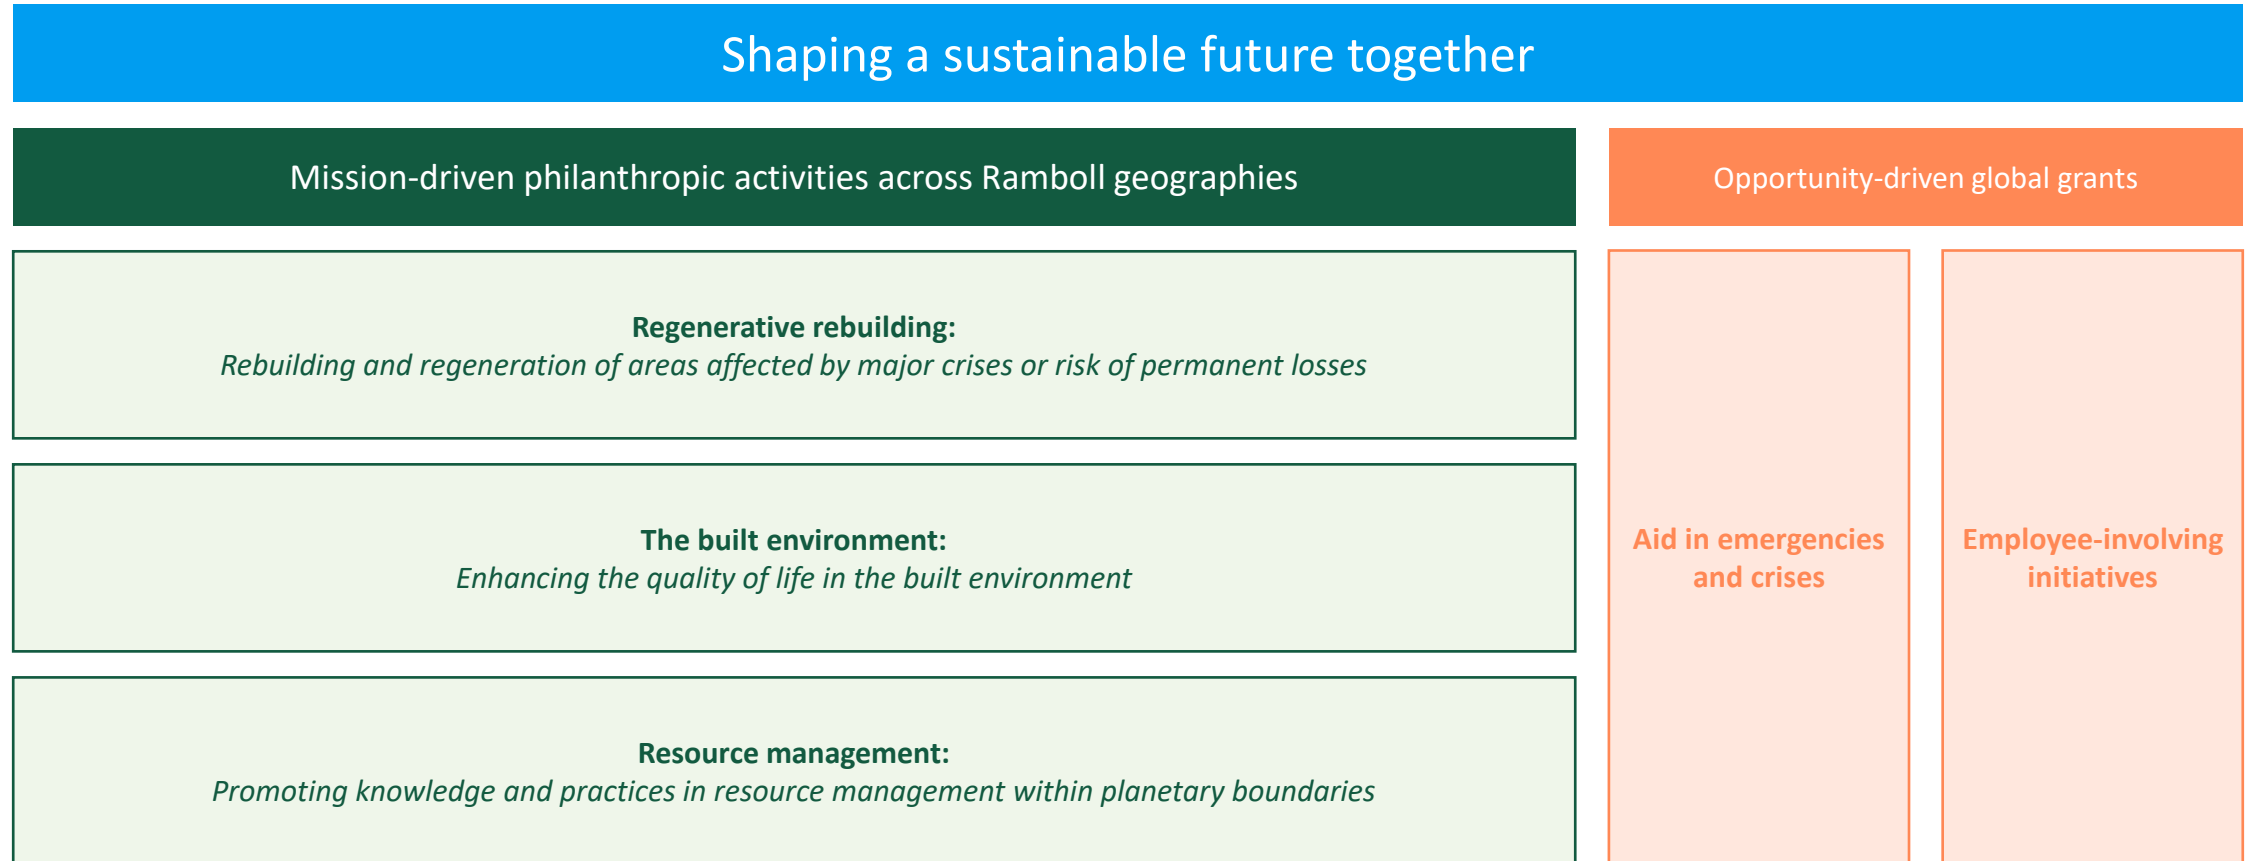 Shaping a sustainable future together
Mission-driven philanthropic activities across Ramboll geographies
Opportunity-driven global grants
Regenerative rebuilding:
Rebuilding and regeneration of areas affected by major crises or risk of permanent losses
The built environment:
Enhancing the quality of life in the built environment
Resource management:
Promoting knowledge and practices in resource management within planetary boundaries
Aid in emergencies
and crises
Employee-involving
initiatives